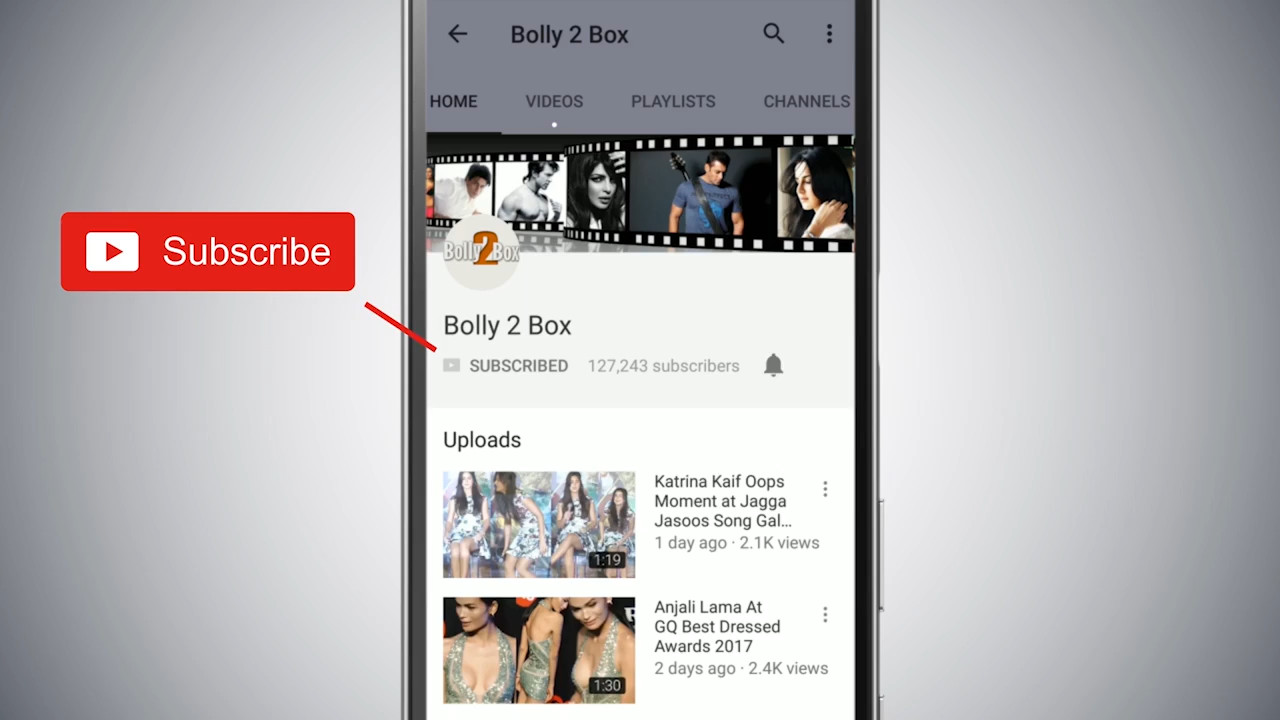 Bolly 2 Box
HOME VIDEOS PLAYLISTS CHANNELS
Bolly2Box
Subscribe
Bolly 2 Box
SUBSCRIBED 127,243 subscribers
Uploads
Katrina Kaif Oops
Moment at Jagga
Jasoos Song Gal...
1 day ago · 2.1K views
1:19
Anjali Lama At
GQ Best Dressed
Awards 2017
2 days ago · 2.4K views
1:30